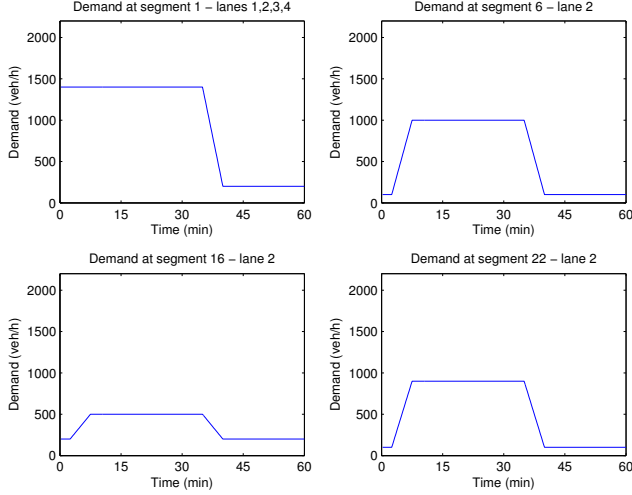 Demand at segment 1 − lanes 1,2,3,4
2000
1500
1000
500
0
Demand (veh/h)
0 15 30 45 60
Time (min)
Demand at segment 6 − lane 2
2000
1500
1000
500
0
Demand (veh/h)
0 15 30 45 60
Time (min)
Demand at segment 16 − lane 2
2000
1500
1000
500
0
Demand (veh/h)
0 15 30 45 60
Time (min)
Demand at segment 22 − lane 2
2000
1500
1000
500
0
Demand (veh/h)
0 15 30 45 60
Time (min)